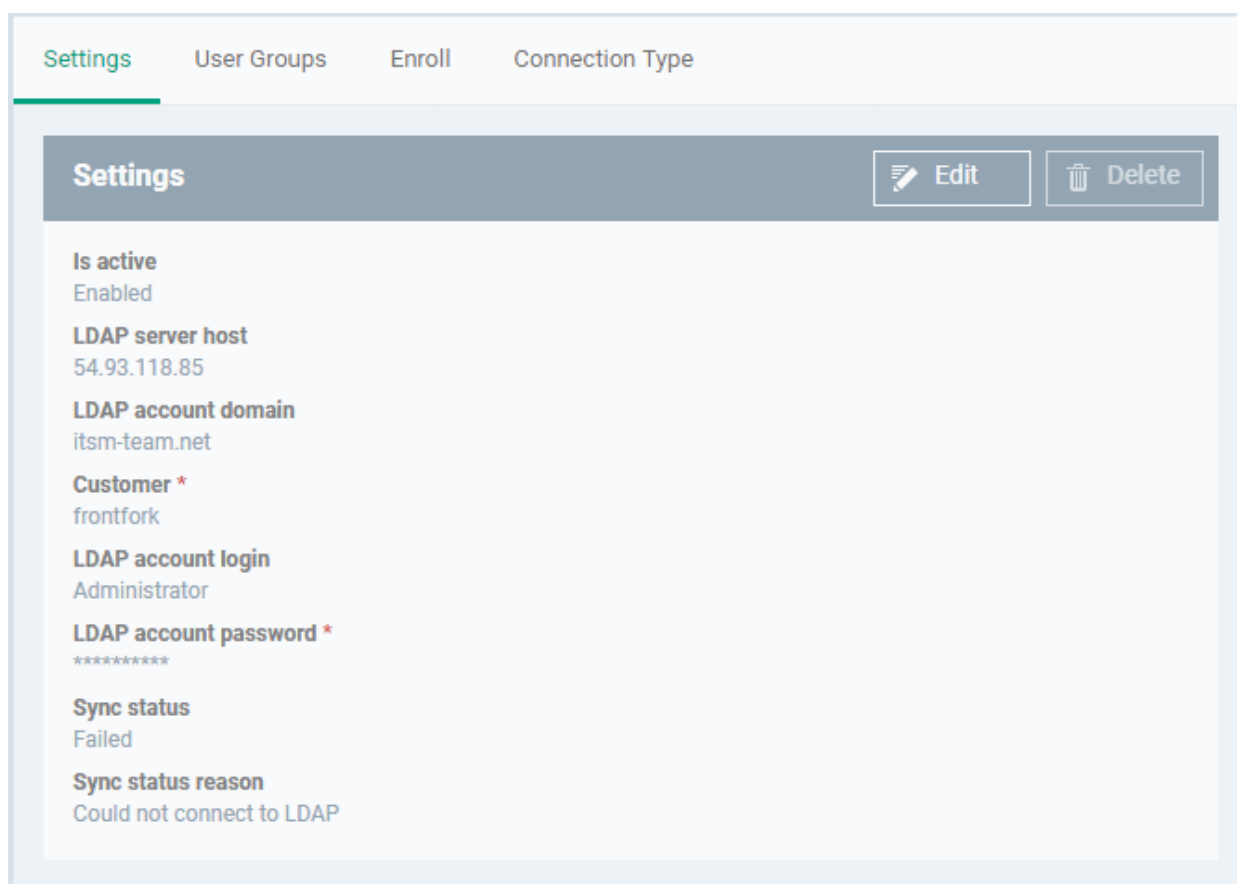 Settings User Groups Enroll Connection Type
Settings Edit Delete
Is active
Enabled
LDAP server host
54.93.118.85
LDAP account domain
itsm-team.net
Customer *
frontfork
LDAP account login
Administrator
LDAP account password *
**********
Sync status
Failed
Sync status reason
Could not connect to LDAP